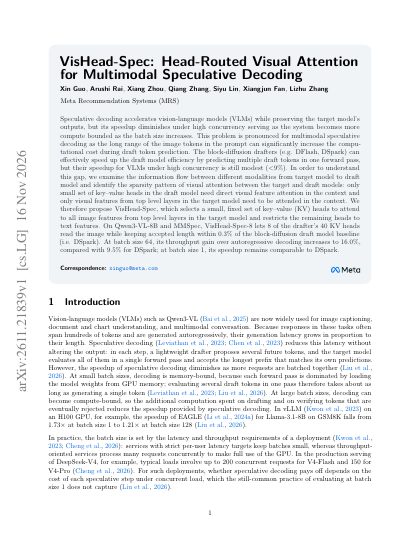 VisHead-Spec: Head-Routed Visual Attention
for Multimodal Speculative Decoding
Xin Guo, Arushi Rai, Xiang Zhou, Qiang Zhang, Siyu Lin, Xiangjun Fan, Lizhu Zhang
Meta Recommendation Systems (MRS)
Speculative decoding accelerates vision-language models (VLMs) while preserving the target model's
outputs, but its speedup diminishes under high concurrency serving as the system becomes more
compute bounded as the batch size increases. This problem is pronounced for multimodal speculative
decoding as the long range of the image tokens in the prompt can significantly increase the compu-
tational cost during draft token prediction. The block-diffusion drafters (e.g. DFlash, DSpark) can
effectively speed up the draft model efficiency by predicting multiple draft tokens in one forward pass,
but their speedup for VLMs under high concurrency is still modest (<9%). In order to understand
this gap, we examine the information flow between different modalities from target model to draft
model and identify the sparsity pattern of visual attention between the target and draft models: only
small set of key-value heads in the draft model need direct visual feature attention in the context and
only visual features from top level layers in the target model need to be attended in the context. We
therefore propose VisHead-Spec, which selects a small, fixed set of key–value (KV) heads to attend
to all image features from top level layers in target model and restricts the remaining heads to
text features. On Qwen3-VL-8B and MMSpec, VisHead-Spec-8 lets 8 of the drafter's 40 KV heads
read the image while keeping accepted length within 0.3% of the block-diffusion draft model baseline
(i.e. DSpark). At batch size 64, its throughput gain over autoregressive decoding increases to 16.0%,
compared with 9.5% for DSpark; at batch size 1, its speedup remains comparable to DSpark.
Correspondence: xinguo@meta.com
Meta
arXiv:2611.21839v1 [cs.LG] 16 Nov 2026
1 Introduction
Vision-language models (VLMs) such as Qwen3-VL (Bai et al., 2025) are now widely used for image captioning,
document and chart understanding, and multimodal conversation. Because responses in these tasks often
span hundreds of tokens and are generated autoregressively, their generation latency grows in proportion to
their length. Speculative decoding (Leviathan et al., 2023; Chen et al., 2023) reduces this latency without
altering the output: in each step, a lightweight drafter proposes several future tokens, and the target model
evaluates all of them in a single forward pass and accepts the longest prefix that matches its own predictions.
However, the speedup of speculative decoding diminishes as more requests are batched together (Liu et
al., 2026). At small batch sizes, decoding is memory-bound, because each forward pass is dominated by loading
the model weights from GPU memory; evaluating several draft tokens in one pass therefore takes about as
long as generating a single token (Leviathan et al., 2023; Liu et al., 2026). At large batch sizes, decoding can
become compute-bound, so the additional computation spent on drafting and on verifying tokens that are
eventually rejected reduces the speedup provided by speculative decoding. In vLLM (Kwon et al., 2023) on
an H100 GPU, for example, the speedup of EAGLE (Li et al., 2024a) for Llama-3.1-8B on GSM8K falls from
1.73× at batch size 1 to 1.21× at batch size 128 (Lin et al., 2026).
In practice, the batch size is set by the latency and throughput requirements of a deployment (Kwon et al.,
2023; Cheng et al., 2026): services with strict per-user latency targets keep batches small, whereas throughput-
oriented services process many requests concurrently to make full use of the GPU. In the production serving
of DeepSeek-V4, for example, typical loads involve up to 200 concurrent requests for V4-Flash and 150 for
V4-Pro (Cheng et al., 2026). For such deployments, whether speculative decoding pays off depends on the
cost of each speculative step under concurrent load, which the still-common practice of evaluating at batch
size 1 does not capture (Lin et al., 2026).
1